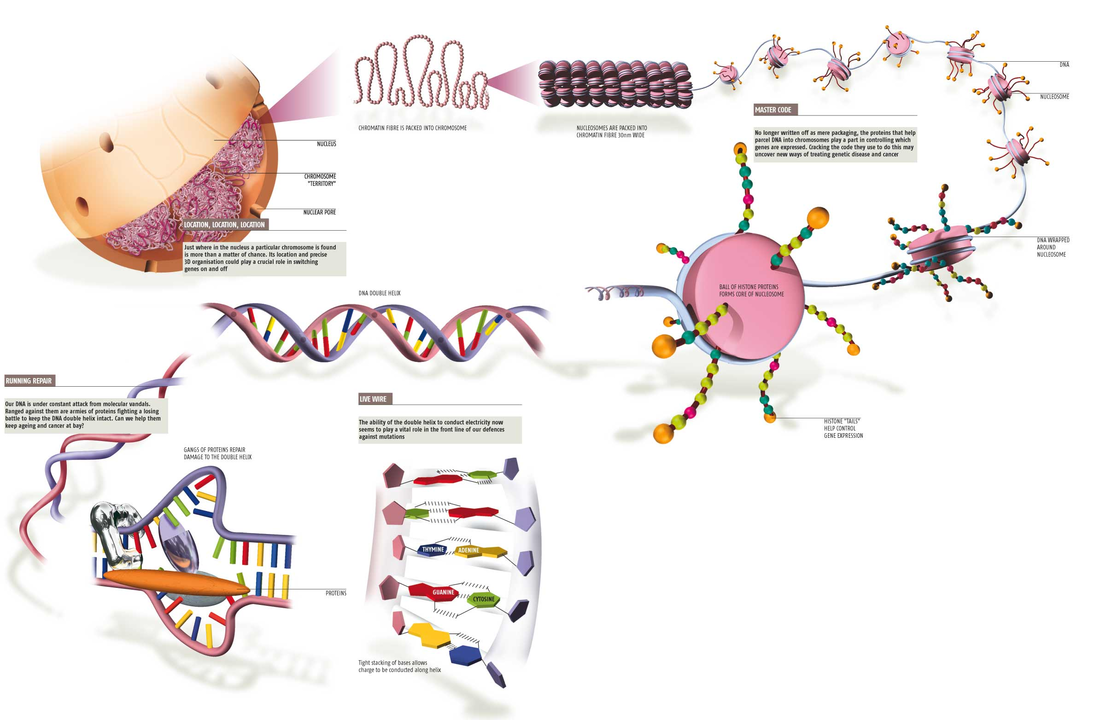 CHROMATIN FIBRE IS PACKED INTO CHROMOSOME
NUCLEOSOMES ARE PACKED INTO
CHROMATIN FIBRE 30nm WIDE
DNA
NUCLEOSOME
MASTER CODE
No longer written off as mere packaging, the proteins that help
parcel DNA into chromosomes play a part in controlling which
genes are expressed. Cracking the code they use to do this may
uncover new ways of treating genetic disease and cancer
NUCLEUS
CHROMOSOME
"TERRITORY"
NUCLEAR PORE
LOCATION, LOCATION, LOCATION
Just where in the nucleus a particular chromosome is found
is more than a matter of chance. Its location and precise
3D organisation could play a crucial role in switching
genes on and off
DNA WRAPPED
AROUND
NUCLEOSOME
BALL OF HISTONE PROTEINS
FORMS CORE OF NUCLEOSOME
HISTONE "TAILS"
HELP CONTROL
GENE EXPRESSION
DNA DOUBLE HELIX
RUNNING REPAIR
Our DNA is under constant attack from molecular vandals.
Ranged against them are armies of proteins fighting a losing
battle to keep the DNA double helix intact. Can we help them
keep ageing and cancer at bay?
GANGS OF PROTEINS REPAIR
DAMAGE TO THE DOUBLE HELIX
PROTEINS
LIVE WIRE
The ability of the double helix to conduct electricity now
seems to play a vital role in the front line of our defences
against mutations
THYMINE
ADENINE
GUANINE
CYTOSINE
Tight stacking of bases allows
charge to be conducted along helix